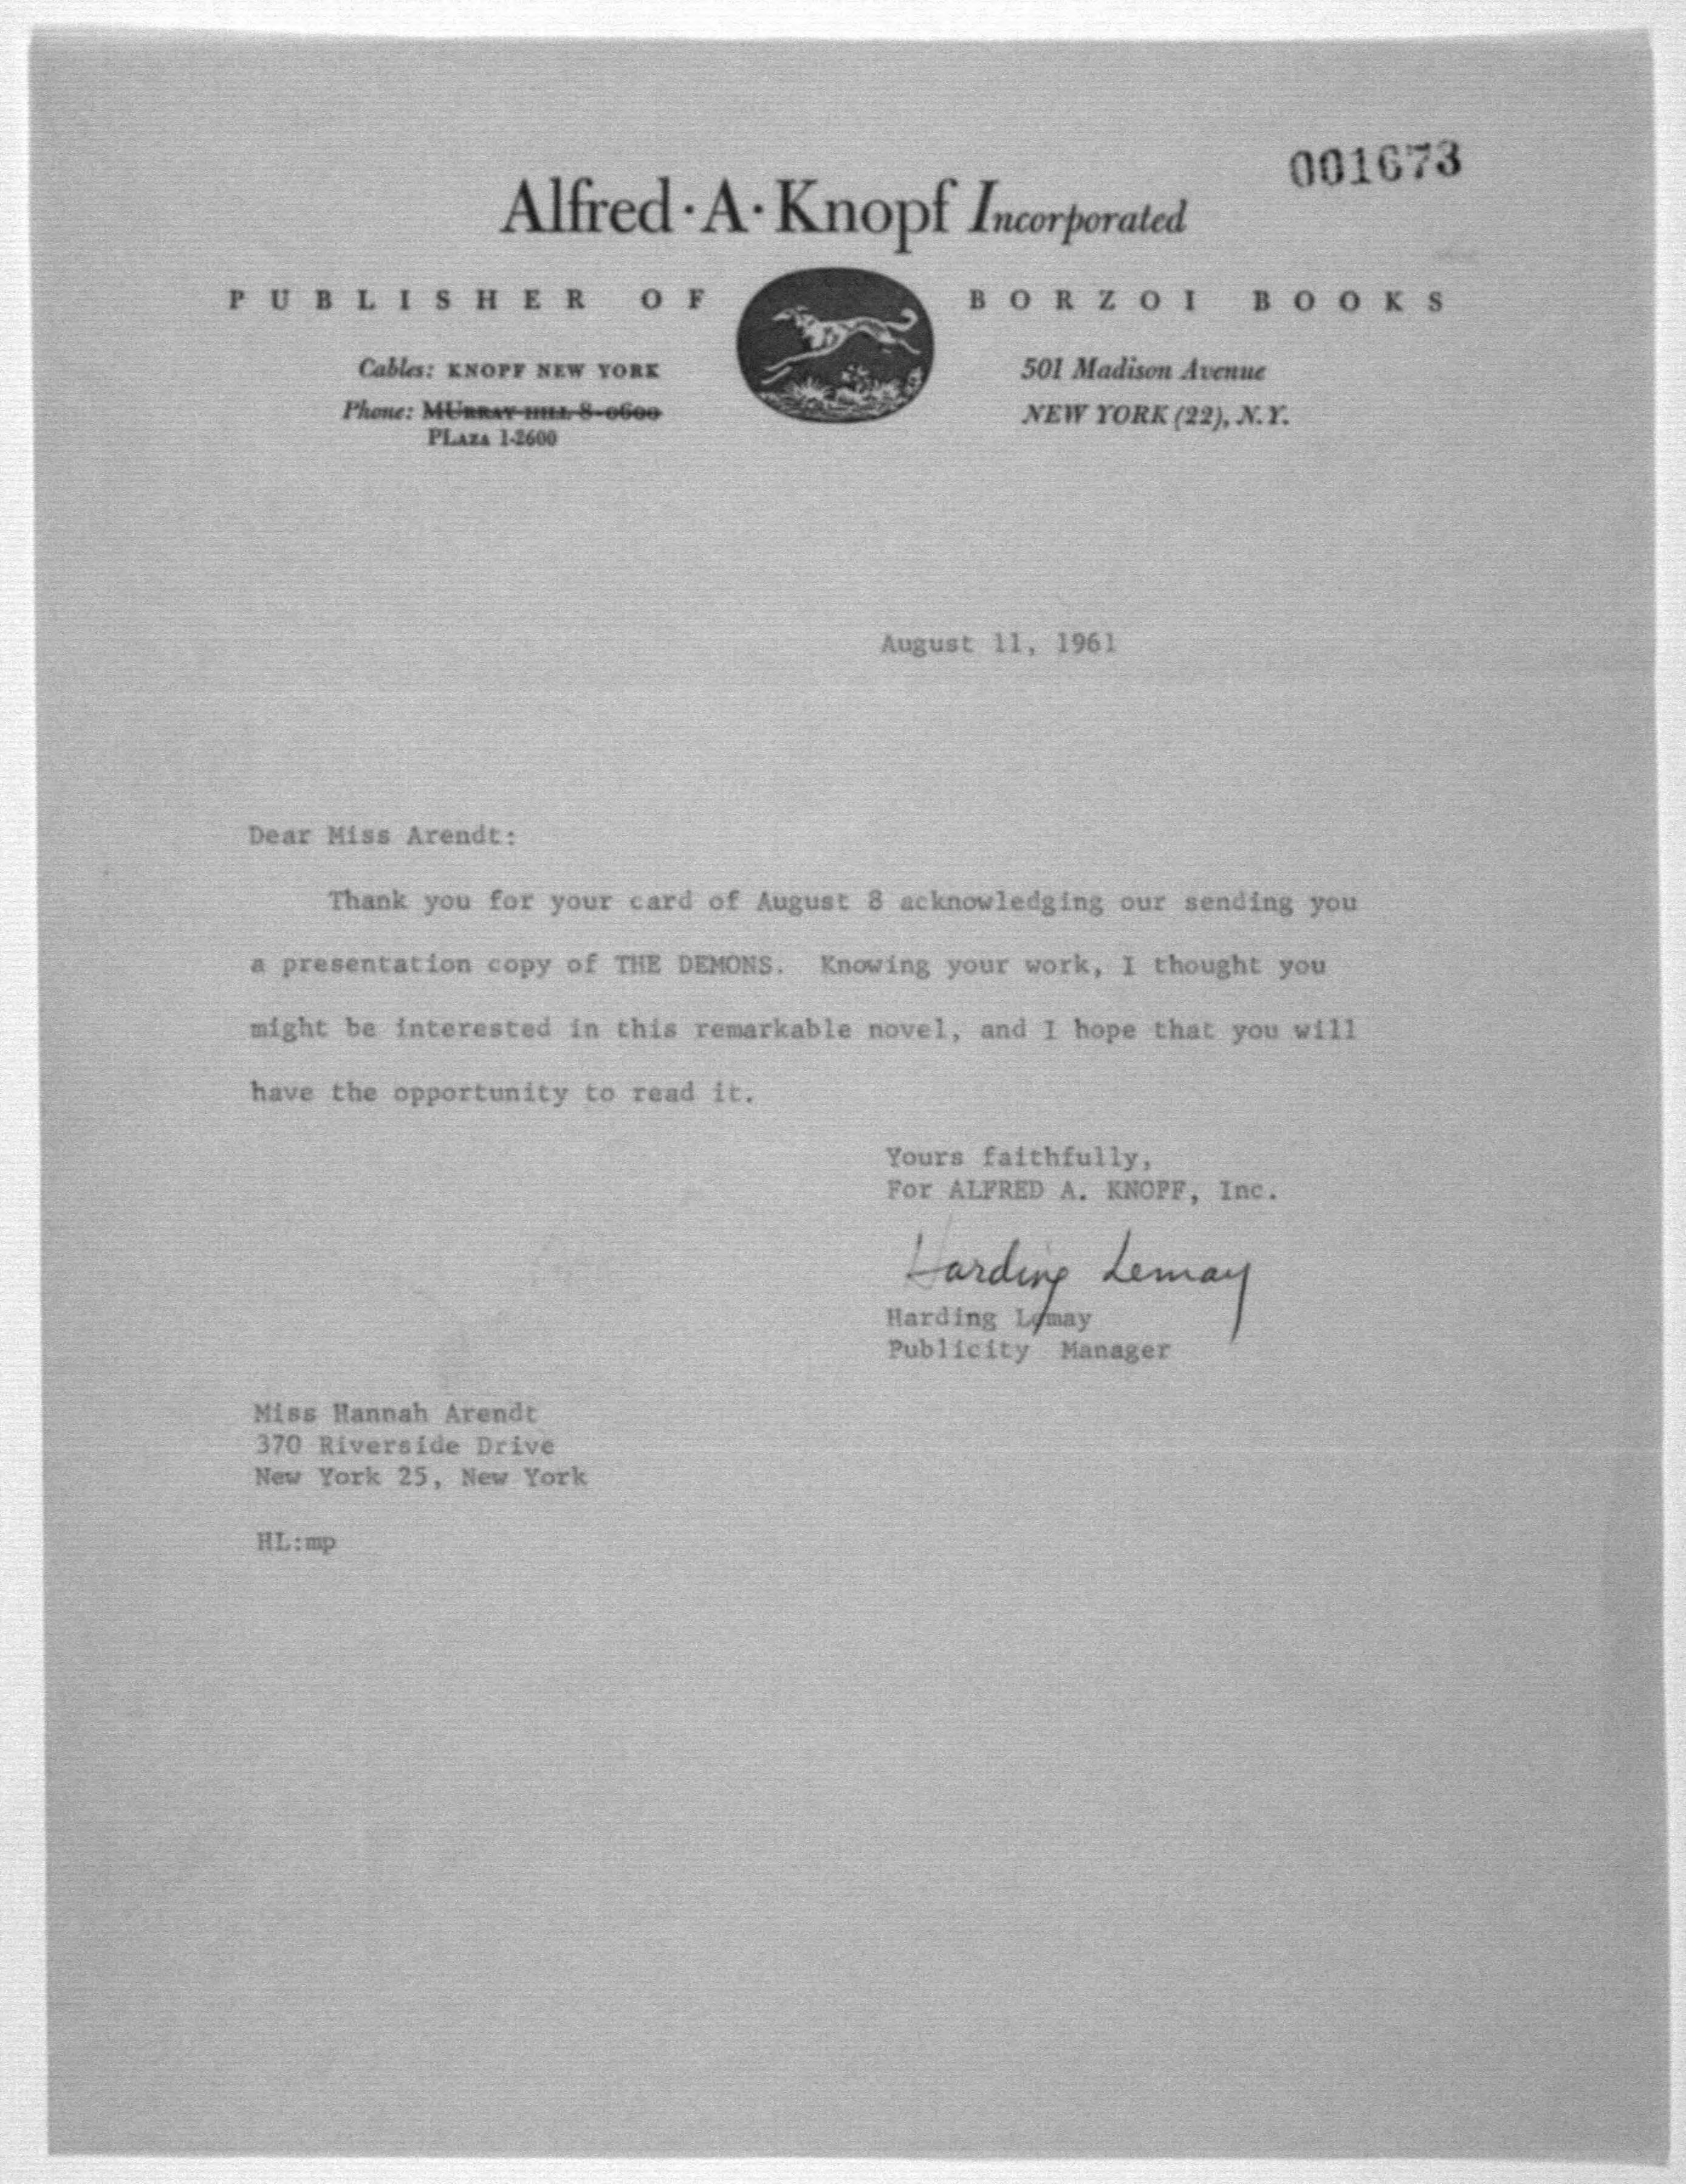 001673
Alfred · A · Knopf Incorporated
PUBLISHER OF BORZOI BOOKS
Cables: KNOPF NEW YORK
Phone: MURRAY HILL 8-0600
PLAZA 1-2600
501 Madison Avenue
NEW YORK (22), N.Y.
August 11, 1961
Dear Miss Arendt:
Thank you for your card of August 8 acknowledging our sending you
a presentation copy of THE DEMONS. Knowing your work, I thought you
might be interested in this remarkable novel, and I hope that you will
have the opportunity to read it.
Yours faithfully,
For ALFRED A. KNOPF, Inc.
Harding Lemay
Harding Lemay
Publicity Manager
Miss Hannah Arendt
370 Riverside Drive
New York 25, New York
HL:mp